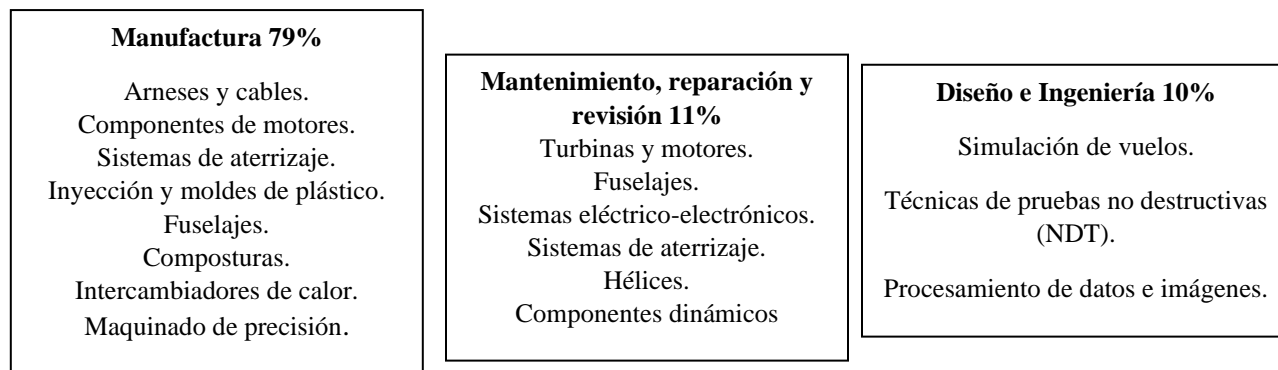 Manufactura 79%
Arneses y cables.
Componentes de motores.
Sistemas de aterrizaje.
Inyección y moldes de plástico.
Fuselajes.
Composturas.
Intercambiadores de calor.
Maquinado de precisión.
Mantenimiento, reparación y
revisión 11%
Turbinas y motores.
Fuselajes.
Sistemas eléctrico-electrónicos.
Sistemas de aterrizaje.
Hélices.
Componentes dinámicos
Diseño e Ingeniería 10%
Simulación de vuelos.
Técnicas de pruebas no destructivas
(NDT).
Procesamiento de datos e imágenes.